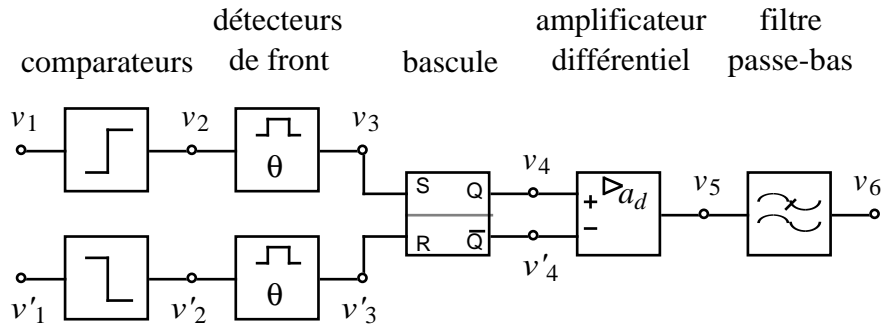 détecteurs
de front
amplificateur
différentiel
filtre
passe-bas
comparateurs
bascule
v1 v2 v3
θ
S Q
R Q̅
v4
v'4
+ a_d
−
v5
v6
v'1 v'2 v'3
θ